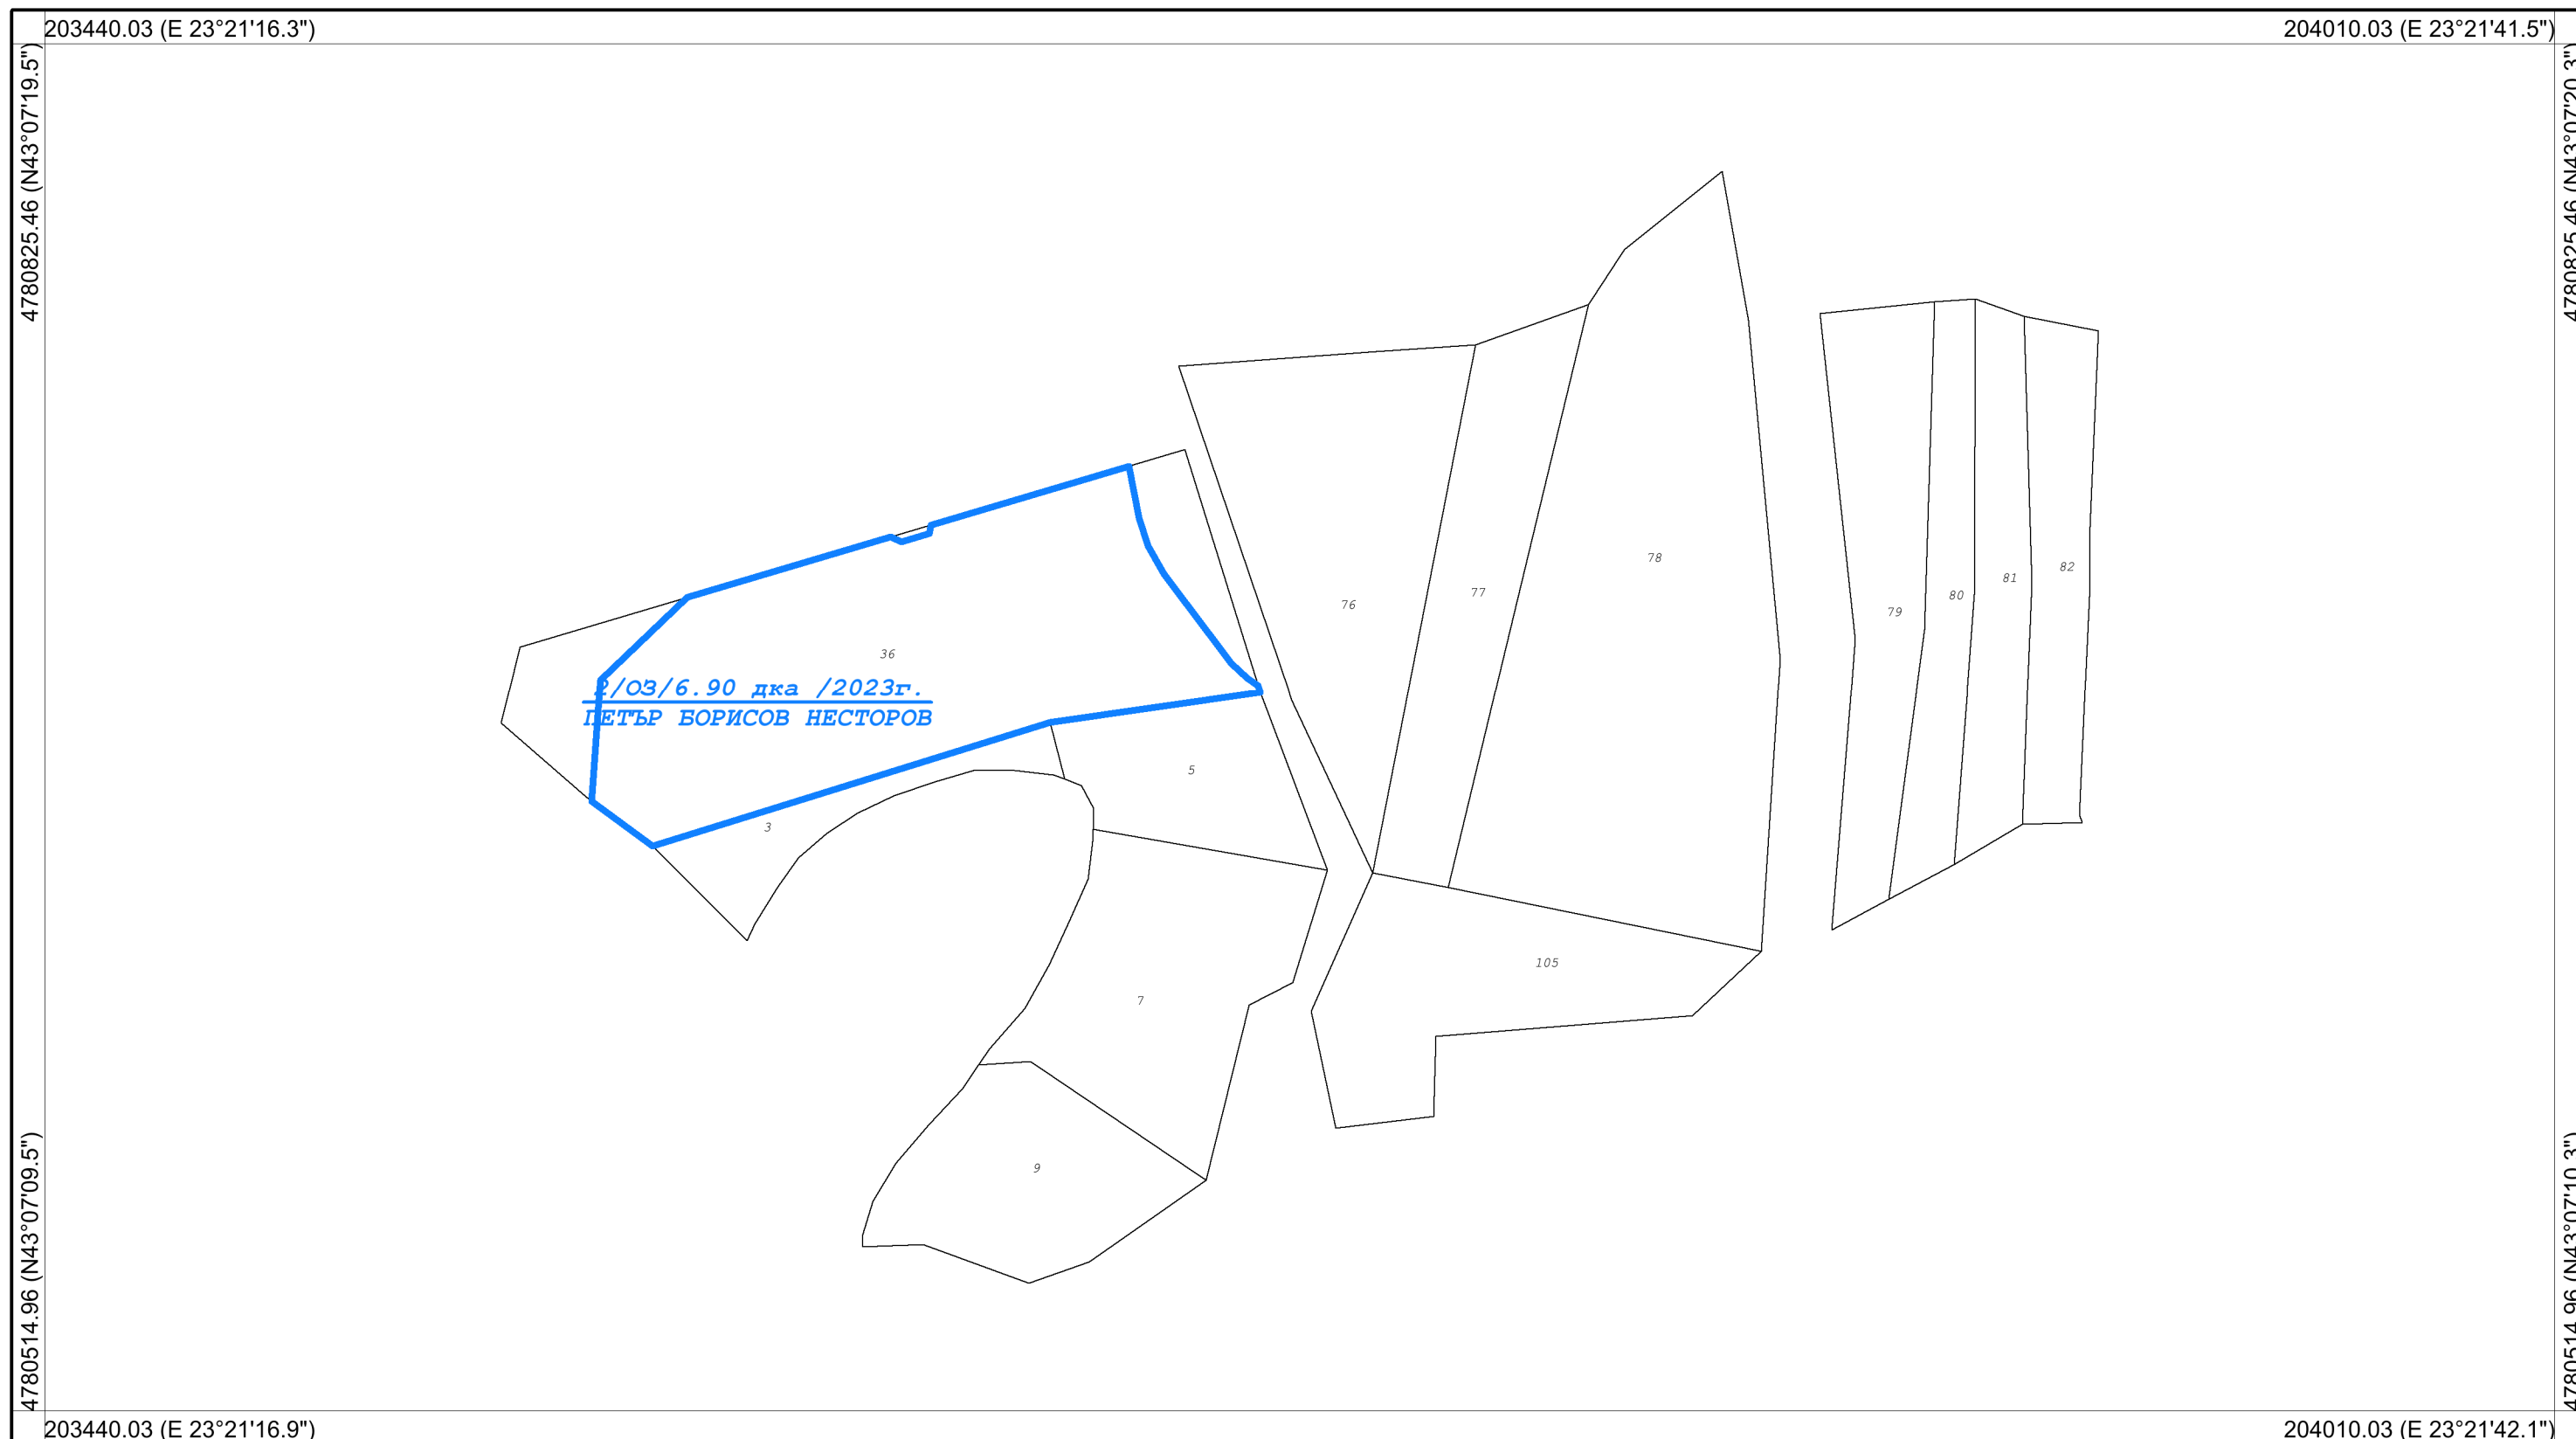 203440.03 (E 23°21'16.3")
204010.03 (E 23°21'41.5")
4780825.46 (N43°07'19.5")
4780825.46 (N43°07'20.3")
78
82
81
77
80
76
79
36
2/ОЗ/6.90 дка /2023г.
ПЕТЪР БОРИСОВ НЕСТОРОВ
5
3
105
7
9
4780514.96 (N43°07'09.5")
4780514.96 (N43°07'10.3")
203440.03 (E 23°21'16.9")
204010.03 (E 23°21'42.1")